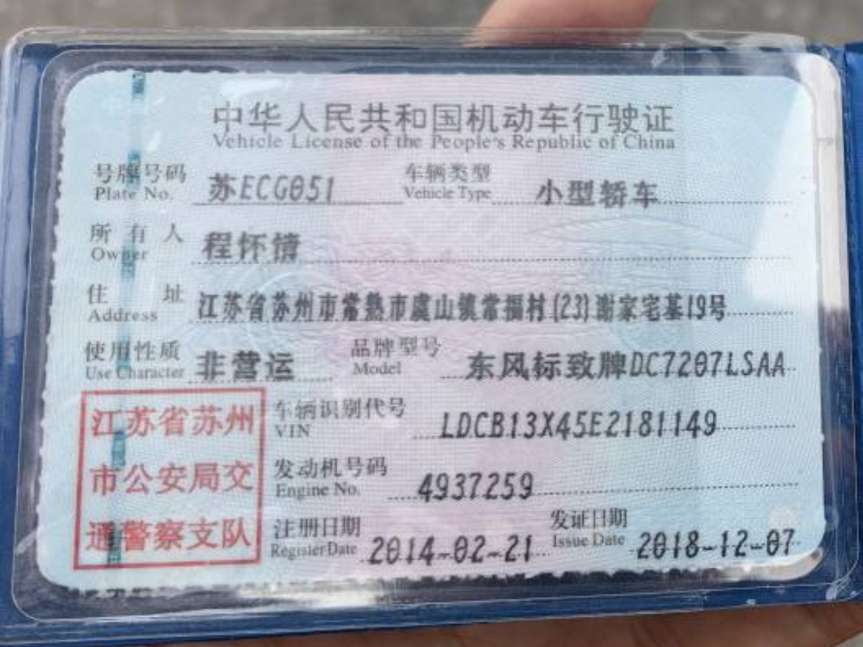 中华人民共和国机动车行驶证
Vehicle License of the People's Republic of China
号牌号码 苏ECG051 车辆类型 小型轿车
Plate No. Vehicle Type
所有人 程怀情
Owner
住址 江苏省苏州市常熟市虞山镇常福村(23)谢家宅基19号
Address
使用性质 非营运 品牌型号 东风标致牌DC7207LSAA
Use Character Model
江苏省苏州 车辆识别代号 LDCB13X45E2181149
VIN
市公安局交 发动机号码 4937259
Engine No.
通警察支队 注册日期 2014-02-21 发证日期 2018-12-07
Register Date Issue Date